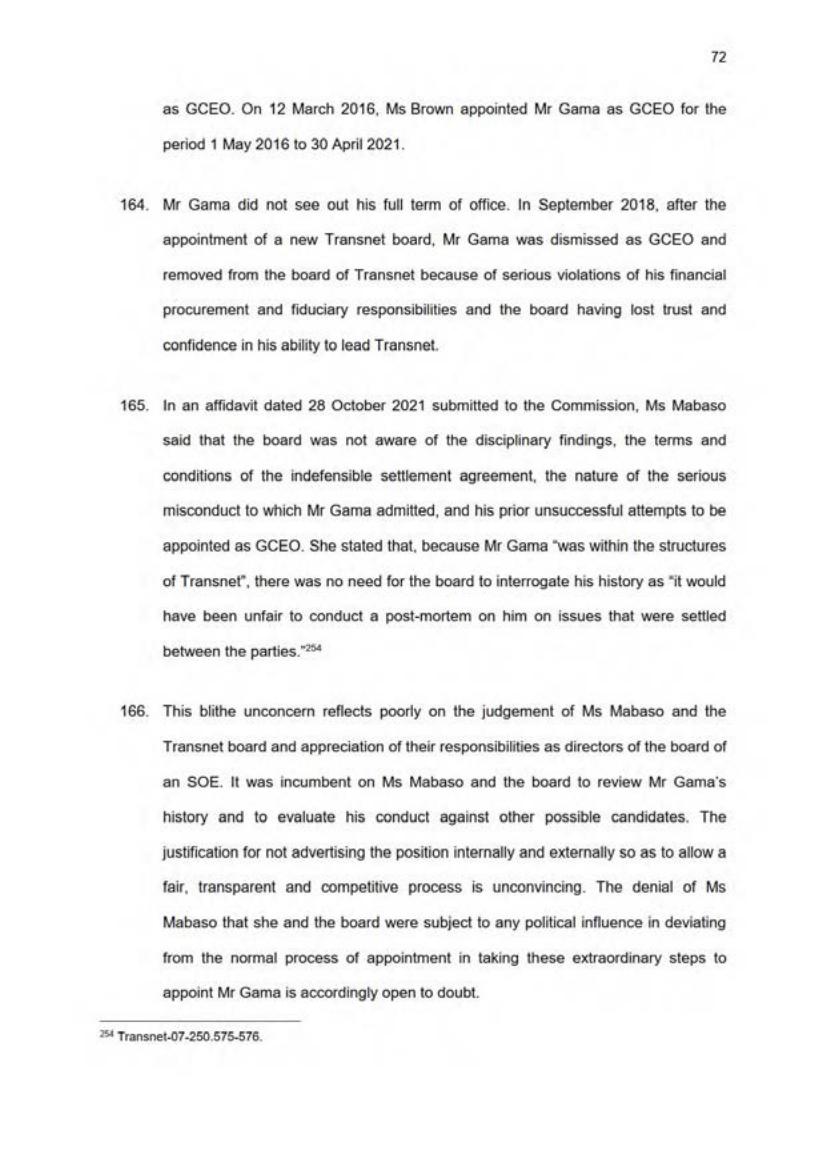 72
as GCEO. On 12 March 2016, Ms Brown appointed Mr Gama as GCEO for the
period 1 May 2016 to 30 April 2021.
164. Mr Gama did not see out his full term of office. In September 2018, after the
appointment of a new Transnet board, Mr Gama was dismissed as GCEO and
removed from the board of Transnet because of serious violations of his financial
procurement and fiduciary responsibilities and the board having lost trust and
confidence in his ability to lead Transnet.
165. In an affidavit dated 28 October 2021 submitted to the Commission, Ms Mabaso
said that the board was not aware of the disciplinary findings, the terms and
conditions of the indefensible settlement agreement, the nature of the serious
misconduct to which Mr Gama admitted, and his prior unsuccessful attempts to be
appointed as GCEO. She stated that, because Mr Gama “was within the structures
of Transnet”, there was no need for the board to interrogate his history as “it would
have been unfair to conduct a post-mortem on him on issues that were settled
between the parties.”254
166. This blithe unconcern reflects poorly on the judgement of Ms Mabaso and the
Transnet board and appreciation of their responsibilities as directors of the board of
an SOE. It was incumbent on Ms Mabaso and the board to review Mr Gama’s
history and to evaluate his conduct against other possible candidates. The
justification for not advertising the position internally and externally so as to allow a
fair, transparent and competitive process is unconvincing. The denial of Ms
Mabaso that she and the board were subject to any political influence in deviating
from the normal process of appointment in taking these extraordinary steps to
appoint Mr Gama is accordingly open to doubt.
254 Transnet-07-250.575-576.